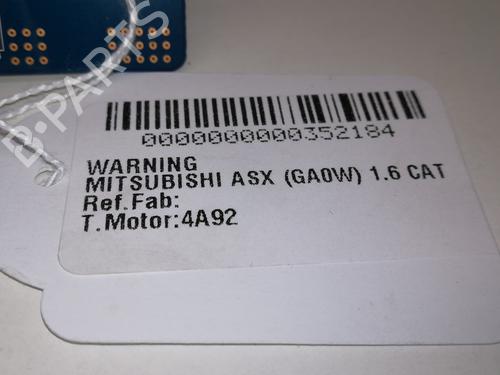 B-PARTS
0000000000352184
WARNING
MITSUBISHI ASX (GA0W) 1.6 CAT
Ref.Fab:
T.Motor:4A92